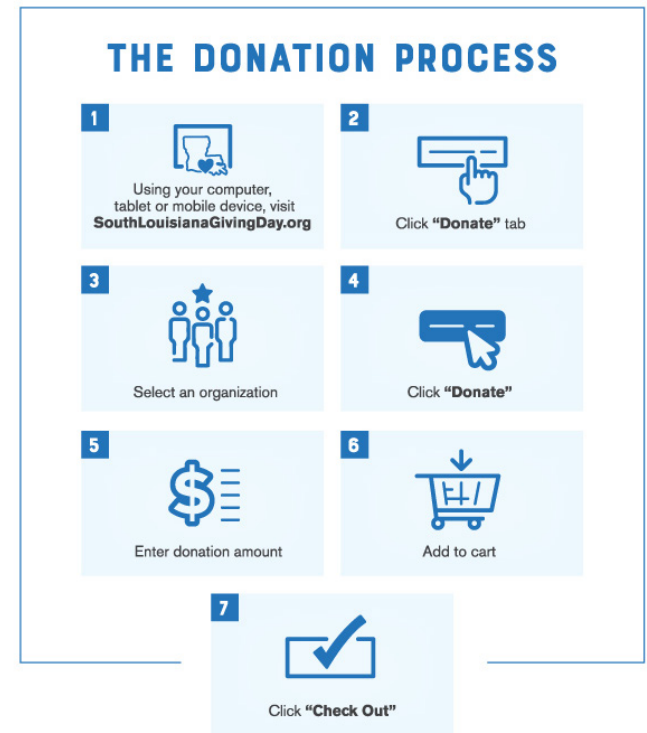 THE DONATION PROCESS
1
Using your computer,
tablet or mobile device, visit
SouthLouisianaGivingDay.org
2
Click “Donate” tab
3
Select an organization
4
Click “Donate”
5
Enter donation amount
6
Add to cart
7
Click “Check Out”